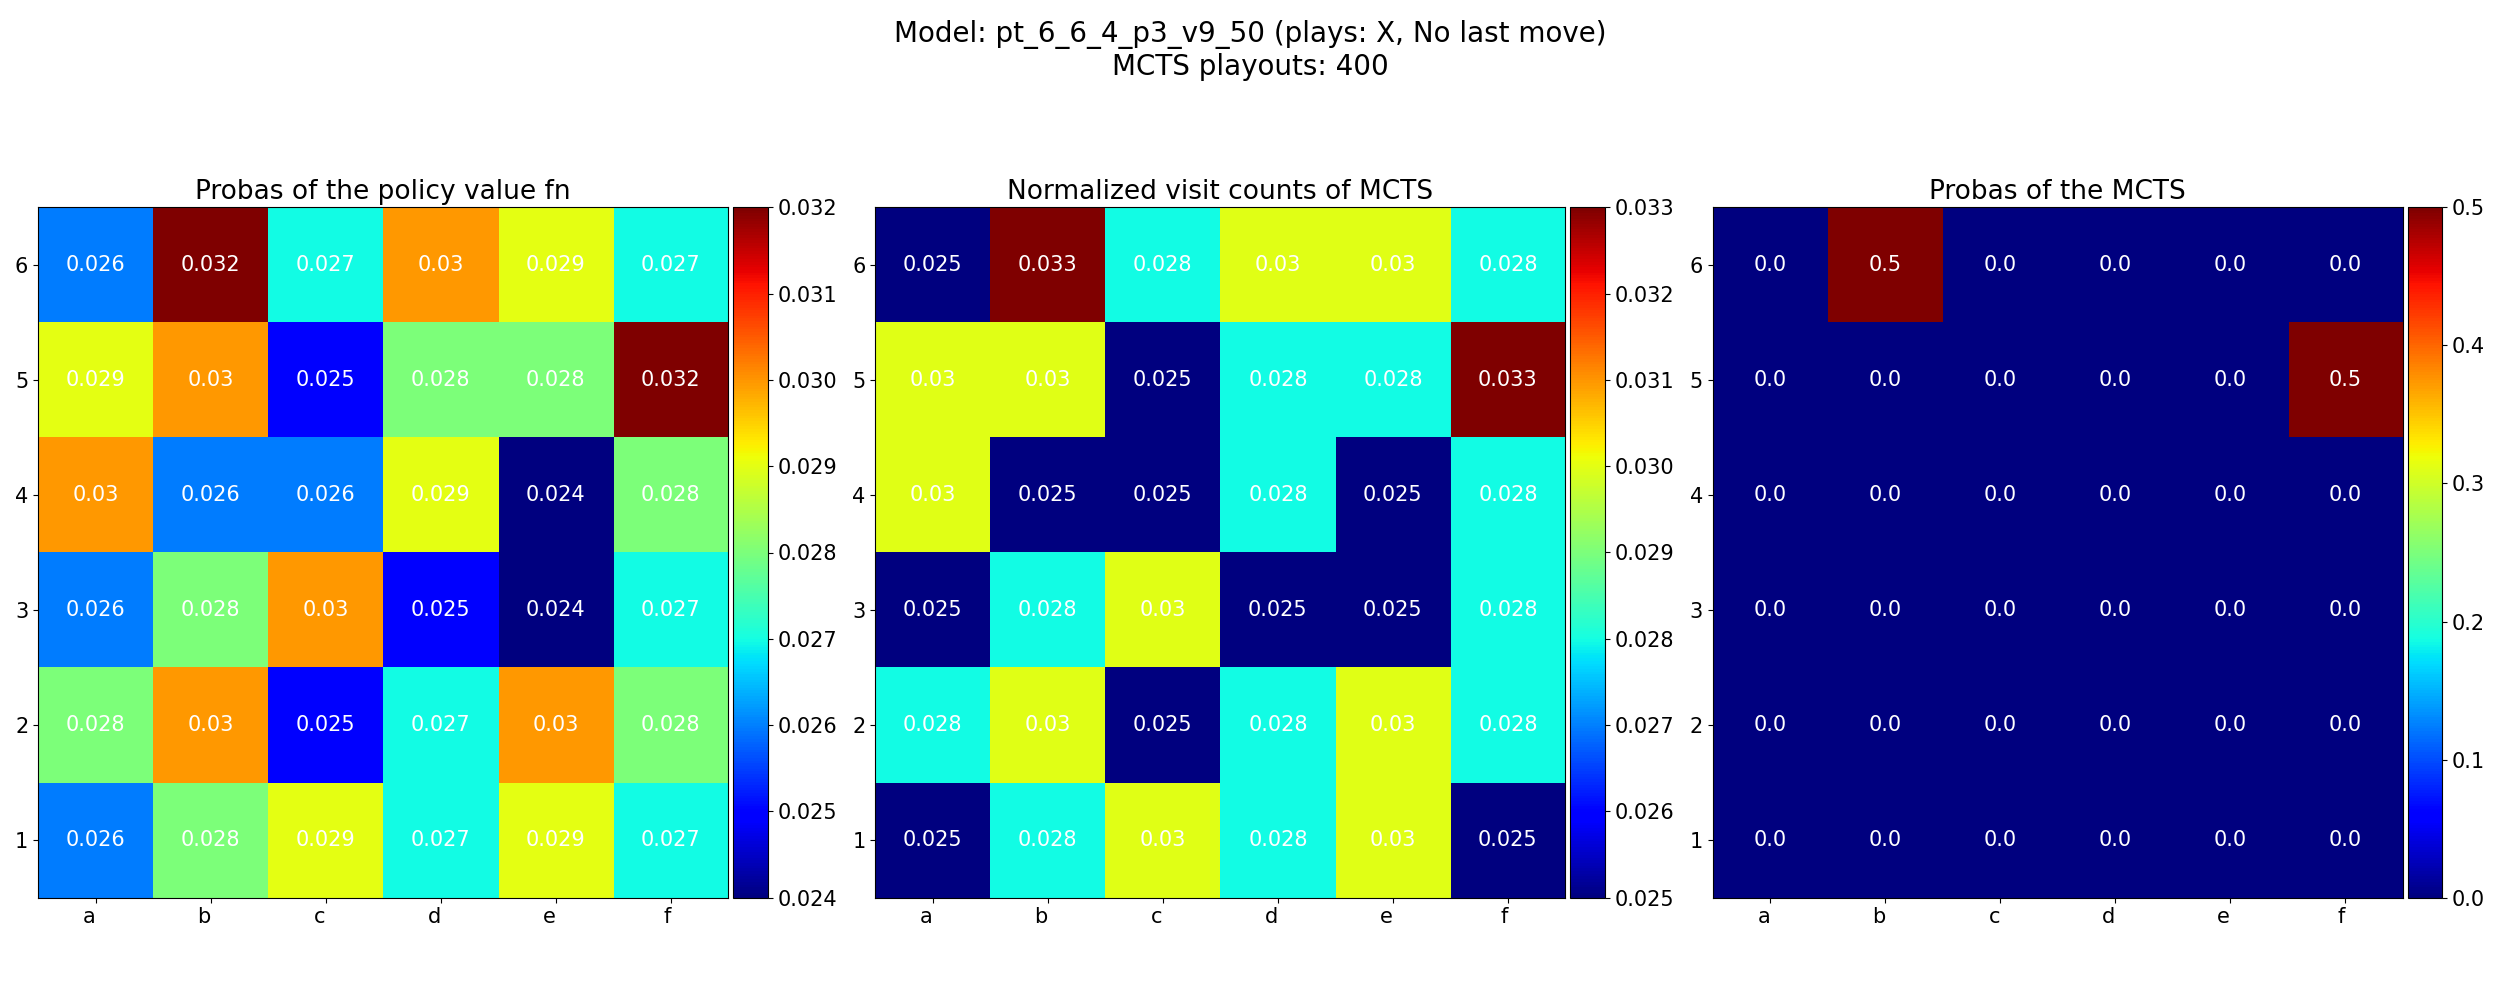 Model: pt_6_6_4_p3_v9_50 (plays: X, No last move)
MCTS playouts: 400
Probas of the policy value fn
6 0.026 0.032 0.027 0.03 0.029 0.027
5 0.029 0.03 0.025 0.028 0.028 0.032
4 0.03 0.026 0.026 0.029 0.024 0.028
3 0.026 0.028 0.03 0.025 0.024 0.027
2 0.028 0.03 0.025 0.027 0.03 0.028
1 0.026 0.028 0.029 0.027 0.029 0.027
a b c d e f
0.032
0.031
0.030
0.029
0.028
0.027
0.026
0.025
0.024
Normalized visit counts of MCTS
6 0.025 0.033 0.028 0.03 0.03 0.028
5 0.03 0.03 0.025 0.028 0.028 0.033
4 0.03 0.025 0.025 0.028 0.025 0.028
3 0.025 0.028 0.03 0.025 0.025 0.028
2 0.028 0.03 0.025 0.028 0.03 0.028
1 0.025 0.028 0.03 0.028 0.03 0.025
a b c d e f
0.033
0.032
0.031
0.030
0.029
0.028
0.027
0.026
0.025
Probas of the MCTS
6 0.0 0.5 0.0 0.0 0.0 0.0
5 0.0 0.0 0.0 0.0 0.0 0.5
4 0.0 0.0 0.0 0.0 0.0 0.0
3 0.0 0.0 0.0 0.0 0.0 0.0
2 0.0 0.0 0.0 0.0 0.0 0.0
1 0.0 0.0 0.0 0.0 0.0 0.0
a b c d e f
0.5
0.4
0.3
0.2
0.1
0.0